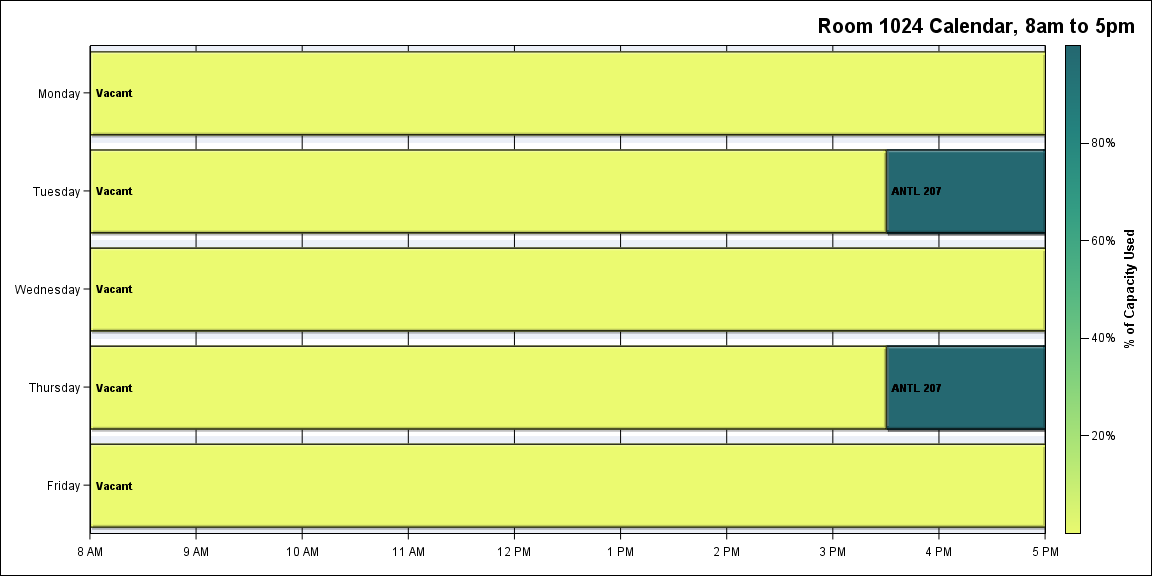 Room 1024 Calendar, 8am to 5pm
Monday
Vacant
Tuesday
Vacant
ANTL 207
Wednesday
Vacant
Thursday
Vacant
ANTL 207
Friday
Vacant
8 AM 9 AM 10 AM 11 AM 12 PM 1 PM 2 PM 3 PM 4 PM 5 PM
80%
60%
40%
20%
% of Capacity Used